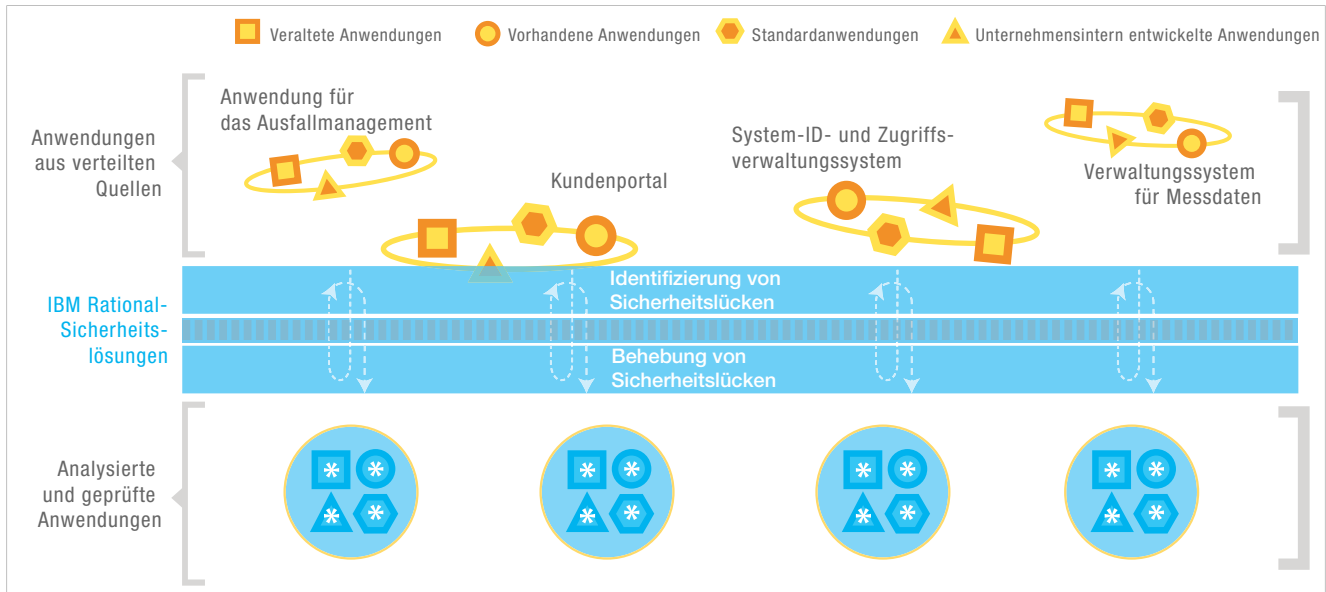 Veraltete Anwendungen
Vorhandene Anwendungen
Standardanwendungen
Unternehmensintern entwickelte Anwendungen
Anwendungen
aus verteilten
Quellen
Anwendung für
das Ausfallmanagement
Kundenportal
System-ID- und Zugriffs-
verwaltungssystem
Verwaltungssystem
für Messdaten
IBM Rational-
Sicherheits-
lösungen
Identifizierung von
Sicherheitslücken
Behebung von
Sicherheitslücken
Analysierte
und geprüfte
Anwendungen